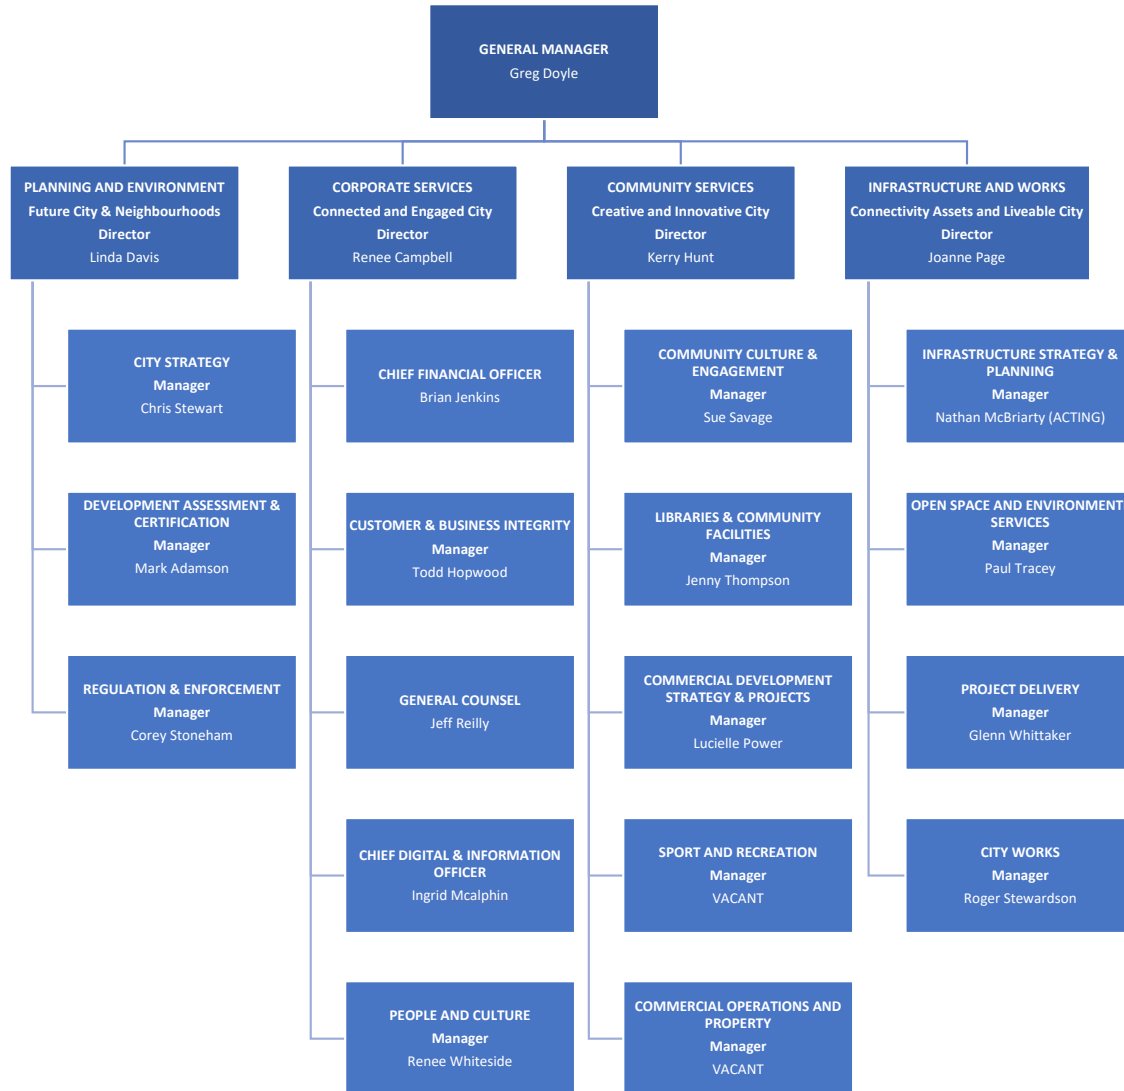 GENERAL MANAGER
Greg Doyle
PLANNING AND ENVIRONMENT
Future City & Neighbourhoods
Director
Linda Davis
CORPORATE SERVICES
Connected and Engaged City
Director
Renee Campbell
COMMUNITY SERVICES
Creative and Innovative City
Director
Kerry Hunt
INFRASTRUCTURE AND WORKS
Connectivity Assets and Liveable City
Director
Joanne Page
CITY STRATEGY
Manager
Chris Stewart
DEVELOPMENT ASSESSMENT &
CERTIFICATION
Manager
Mark Adamson
REGULATION & ENFORCEMENT
Manager
Corey Stoneham
CHIEF FINANCIAL OFFICER
Brian Jenkins
CUSTOMER & BUSINESS INTEGRITY
Manager
Todd Hopwood
GENERAL COUNSEL
Jeff Reilly
CHIEF DIGITAL & INFORMATION
OFFICER
Ingrid Mcalphin
PEOPLE AND CULTURE
Manager
Renee Whiteside
COMMUNITY CULTURE &
ENGAGEMENT
Manager
Sue Savage
LIBRARIES & COMMUNITY
FACILITIES
Manager
Jenny Thompson
COMMERCIAL DEVELOPMENT
STRATEGY & PROJECTS
Manager
Lucielle Power
SPORT AND RECREATION
Manager
VACANT
COMMERCIAL OPERATIONS AND
PROPERTY
Manager
VACANT
INFRASTRUCTURE STRATEGY &
PLANNING
Manager
Nathan McBriarty (ACTING)
OPEN SPACE AND ENVIRONMENT
SERVICES
Manager
Paul Tracey
PROJECT DELIVERY
Manager
Glenn Whittaker
CITY WORKS
Manager
Roger Stewardson